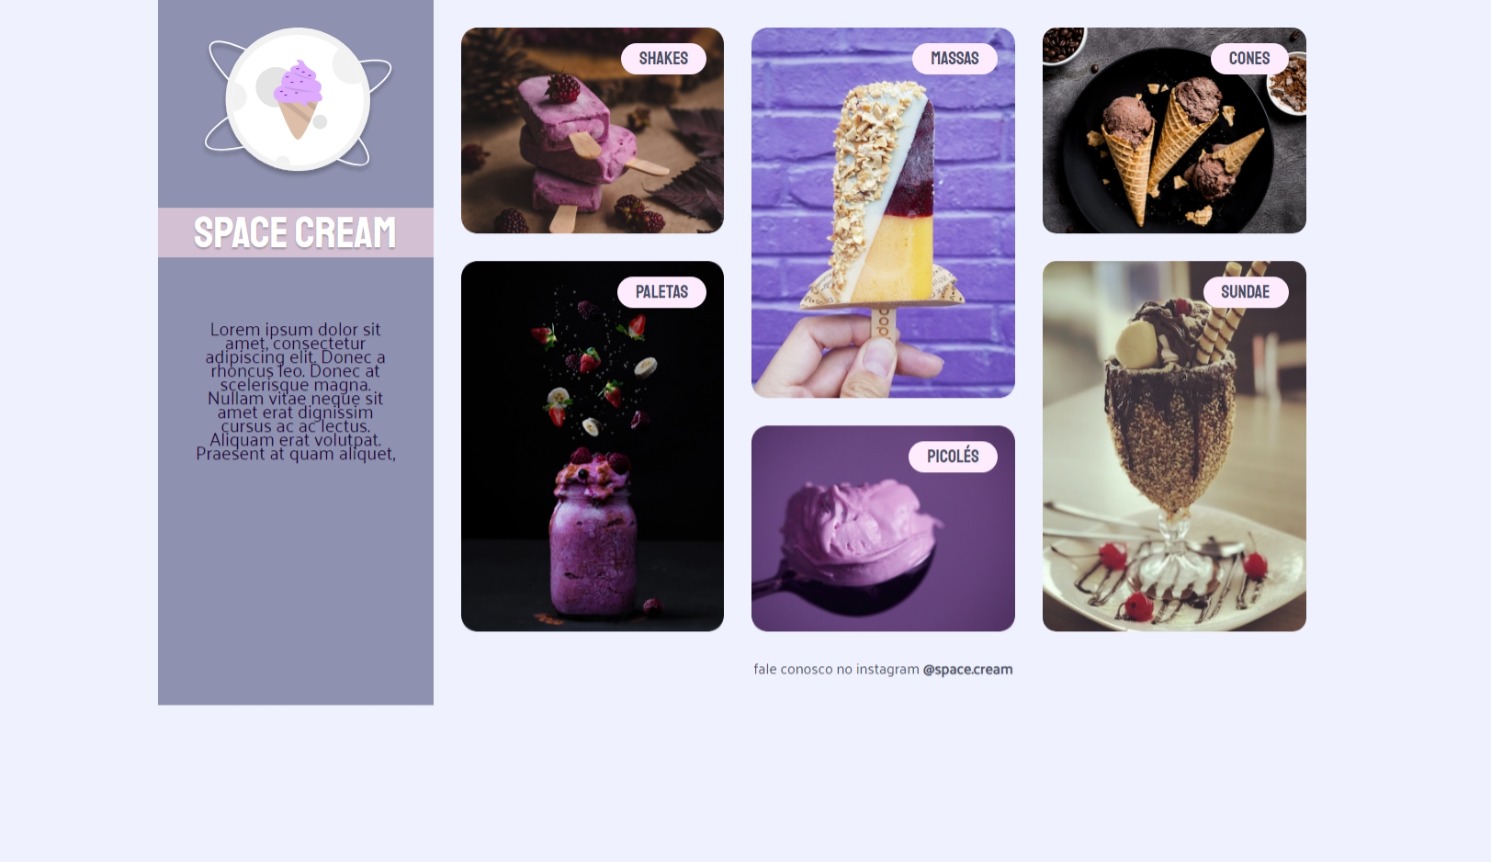 SPACE CREAM
Lorem ipsum dolor sit
amet, consectetur
adipiscing elit. Donec a
rhoncus leo. Donec at
scelerisque magna.
Nullam vitae neque sit
amet erat dignissim
cursus ac ac lectus.
Aliquam erat volutpat.
Praesent at quam aliquet,
SHAKES
MASSAS
CONES
PALETAS
SUNDAE
PICOLÉS
fale conosco no instagram @space.cream